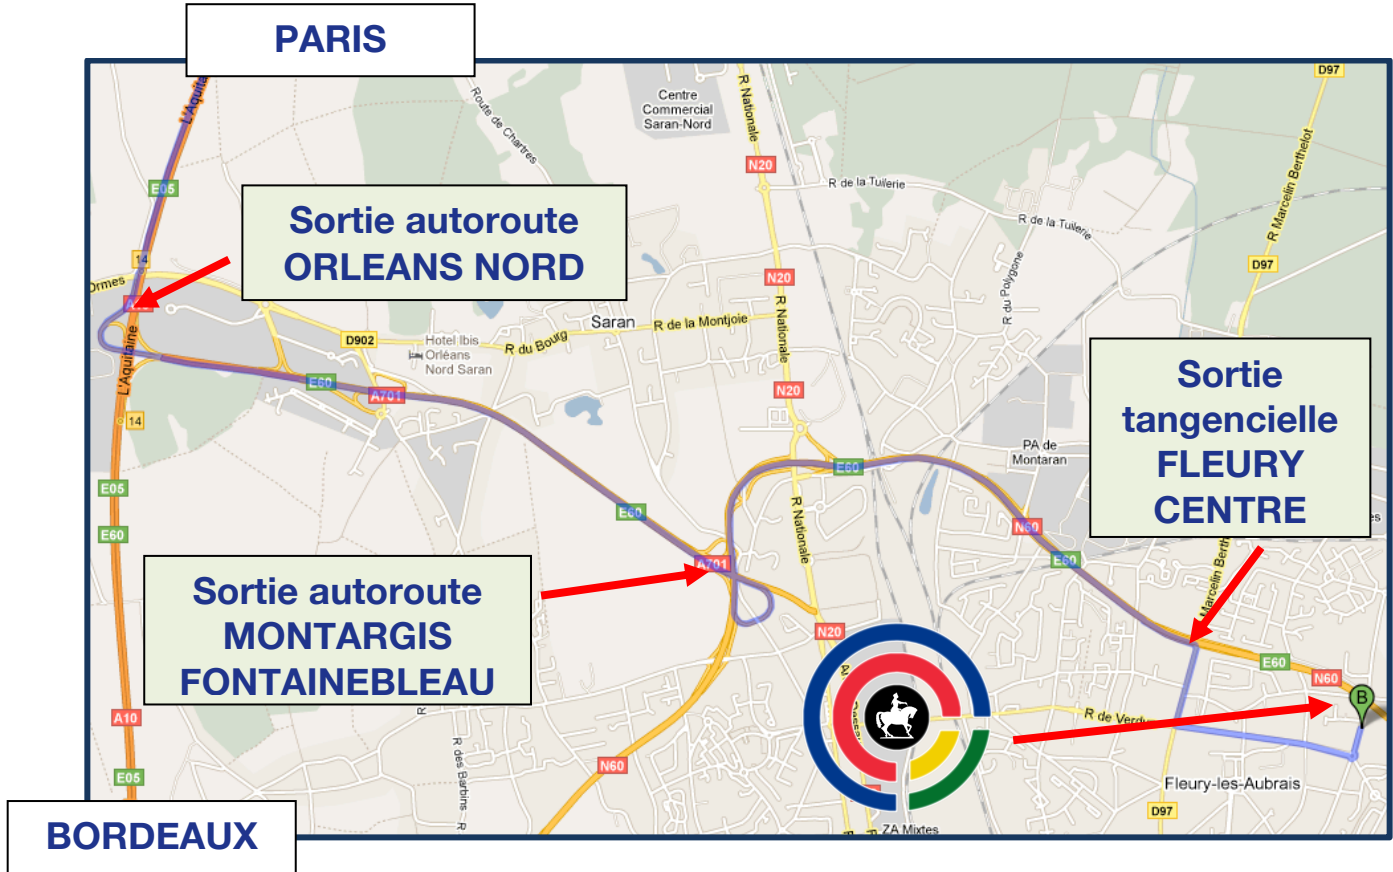 PARIS
D97
L'Aquitaine
Route de Chartres
Centre
Commercial
Saran-Nord
R Nationale
N20
R de la Tuilerie
R Marcelin Berthelot
E05
Sortie autoroute
ORLEANS NORD
R de la Tuilerie
D97
14
Ormes
N20
R du Polygone
R Nationale
Saran
R de la Montjoie
D902
Hotel Ibis
Orléans
Nord Saran
R du Bourg
L'Aquitaine
E60
A701
N20
Sortie
tangencielle
FLEURY
CENTRE
14
PA de
Montaran
E60
E05
E60
E60
R Nationale
N60
E60
A701
Sortie autoroute
MONTARGIS
FONTAINEBLEAU
N20
E60
N60
B
A10
R des Barbins
R de Verdun
N60
E05
Fleury-les-Aubrais
D97
ZA Mixtes
BORDEAUX